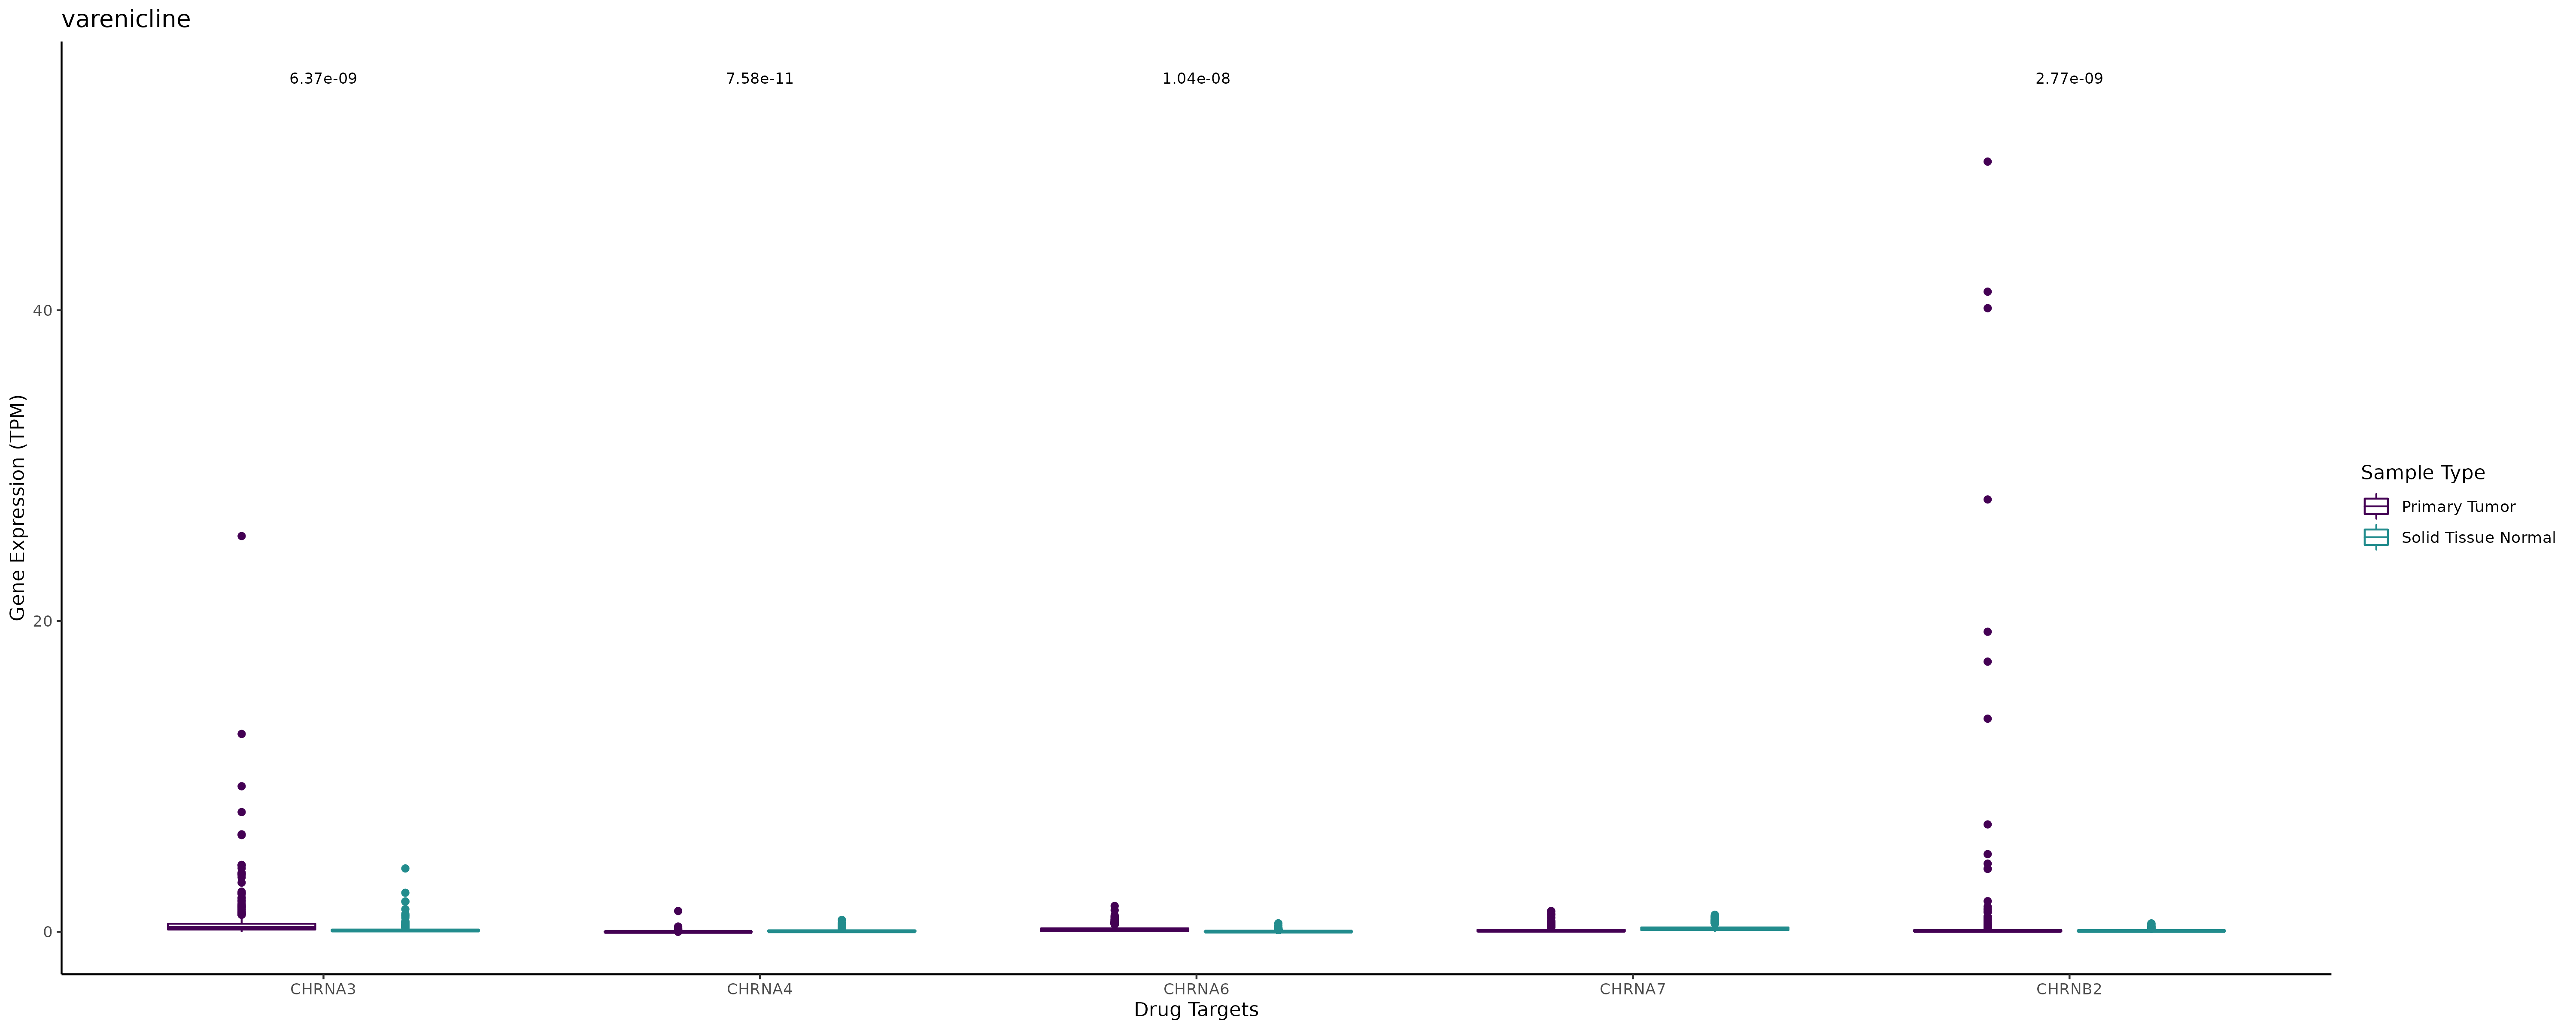 varenicline
6.37e-09
7.58e-11
1.04e-08
2.77e-09
Gene Expression (TPM)
40
20
0
CHRNA3
CHRNA4
CHRNA6
CHRNA7
CHRNB2
Drug Targets
Sample Type
Primary Tumor
Solid Tissue Normal